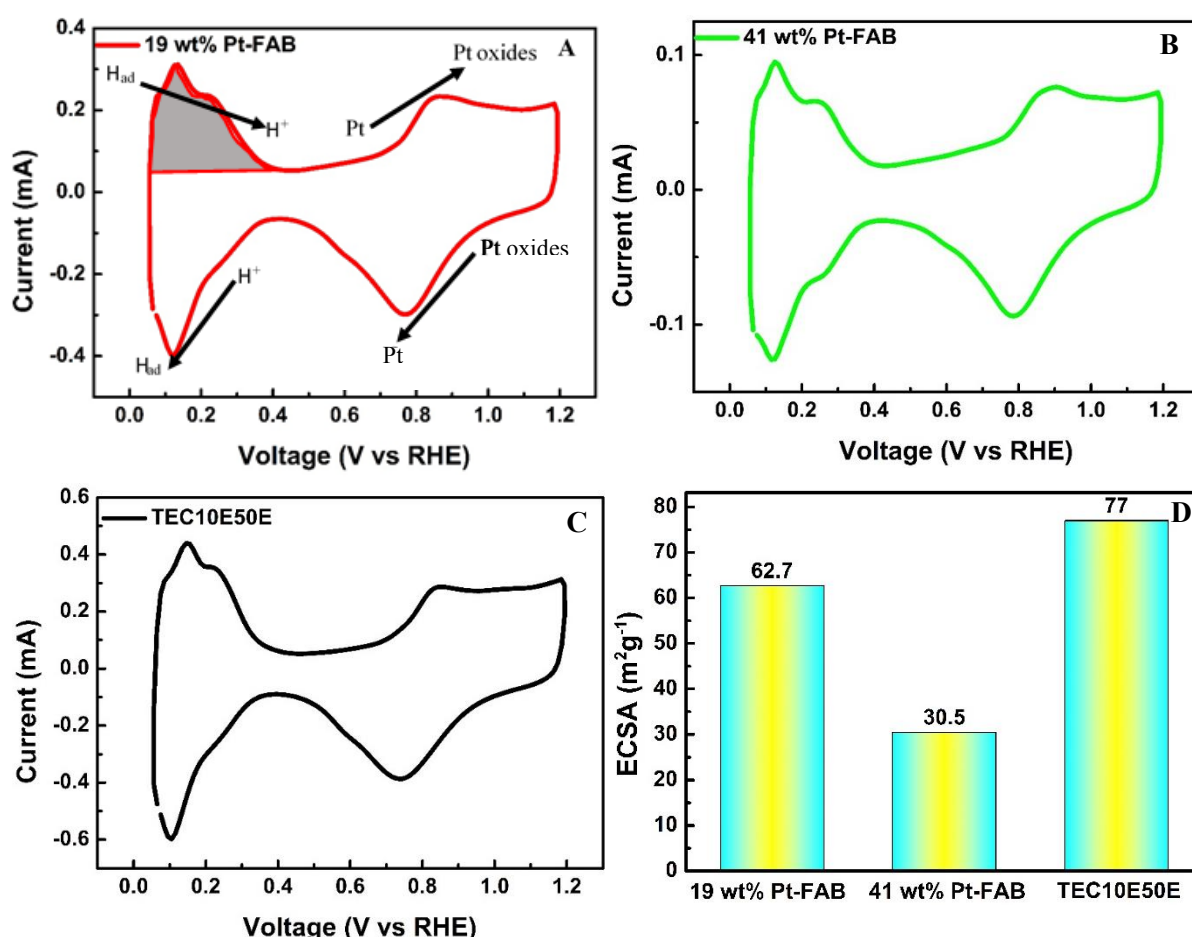 19 wt% Pt-FAB
A
Pt oxides
H_ad
H⁺
Pt
Pt oxides
H⁺
H_ad
Pt
0.4
0.2
0.0
-0.2
-0.4
Current (mA)
0.0 0.2 0.4 0.6 0.8 1.0 1.2
Voltage (V vs RHE)
41 wt% Pt-FAB
B
0.1
0.0
-0.1
Current (mA)
0.0 0.2 0.4 0.6 0.8 1.0 1.2
Voltage (V vs RHE)
TEC10E50E
C
0.6
0.4
0.2
0.0
-0.2
-0.4
-0.6
Current (mA)
0.0 0.2 0.4 0.6 0.8 1.0 1.2
Voltage (V vs RHE)
D
77
62.7
30.5
80
70
60
50
40
30
20
10
0
ECSA (m²g⁻¹)
19 wt% Pt-FAB 41 wt% Pt-FAB TEC10E50E